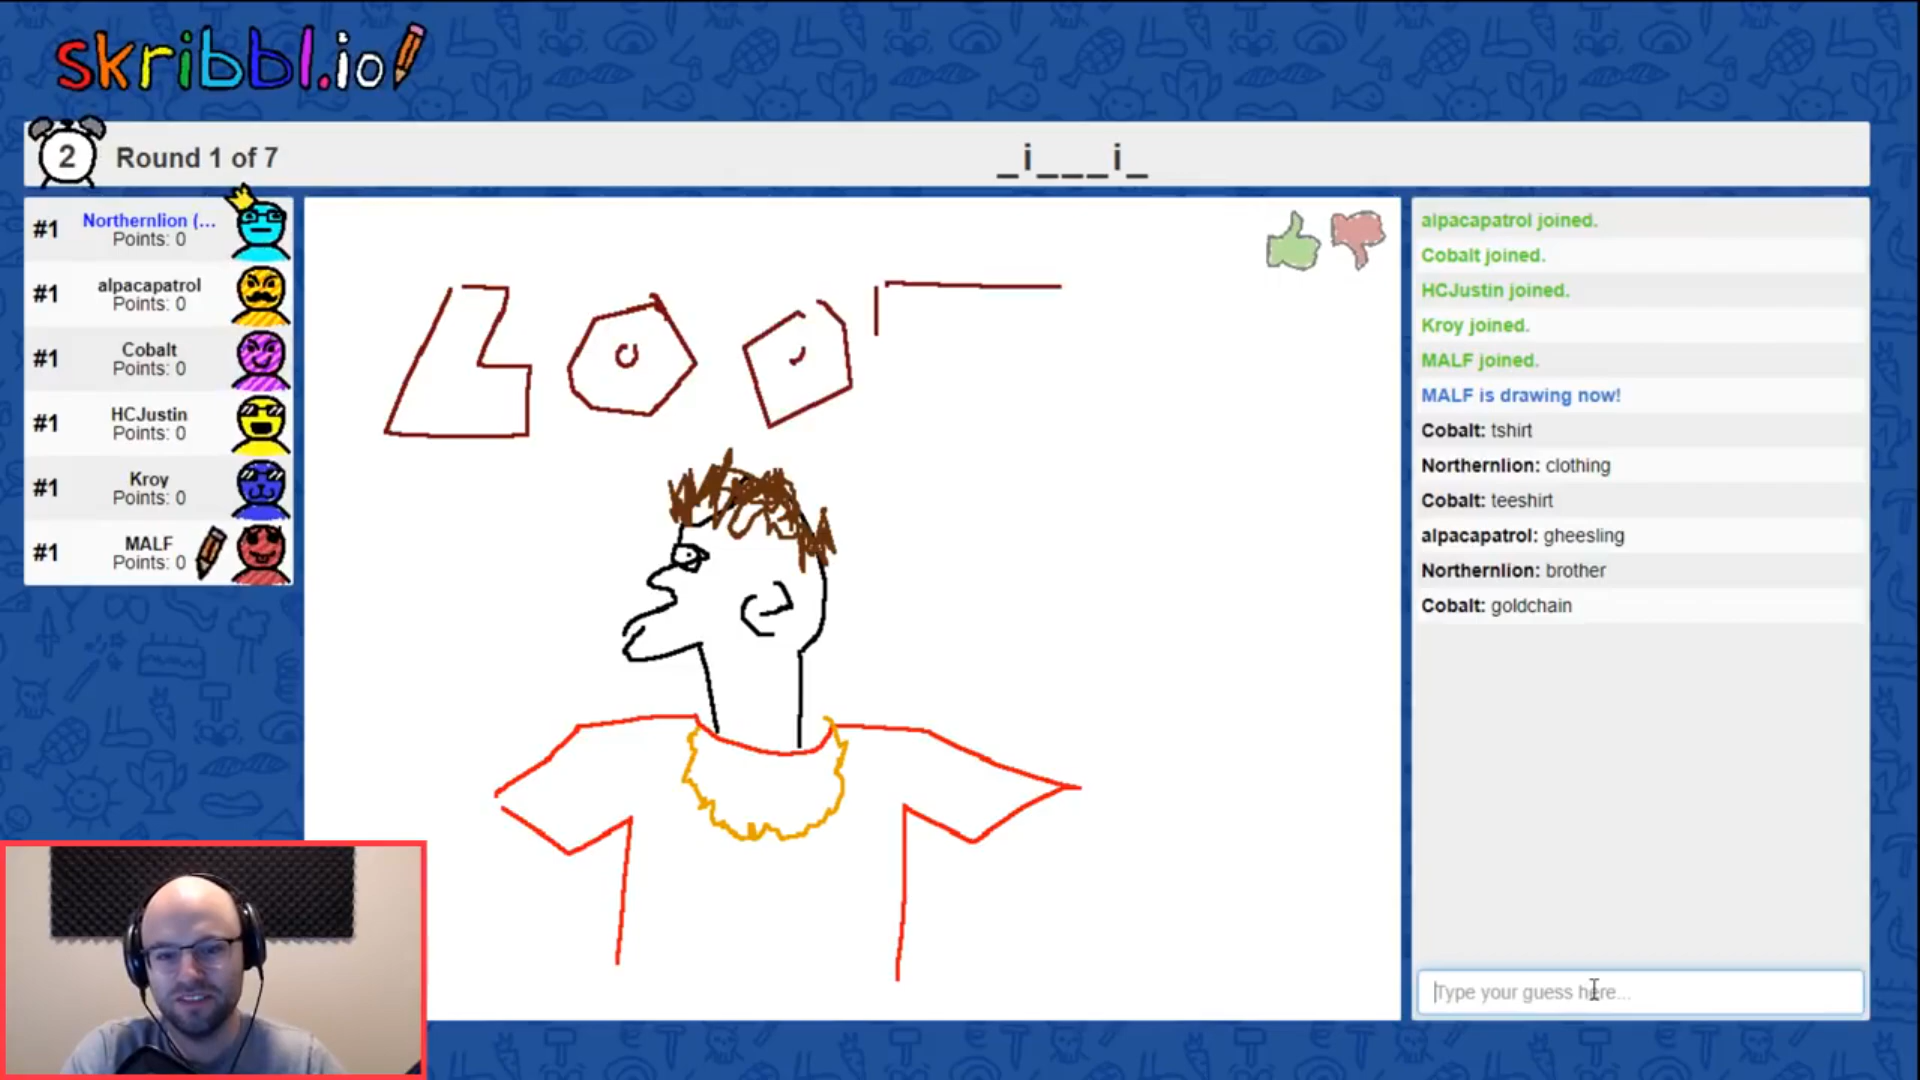 skribbl.io
2 Round 1 of 7 _i___i_
#1 Northernlion (...
Points: 0
#1 alpacapatrol
Points: 0
#1 Cobalt
Points: 0
#1 HCJustin
Points: 0
#1 Kroy
Points: 0
#1 MALF
Points: 0
LOO
alpacapatrol joined.
Cobalt joined.
HCJustin joined.
Kroy joined.
MALF joined.
MALF is drawing now!
Cobalt: tshirt
Northernlion: clothing
Cobalt: teeshirt
alpacapatrol: gheesling
Northernlion: brother
Cobalt: goldchain
Type your guess here...